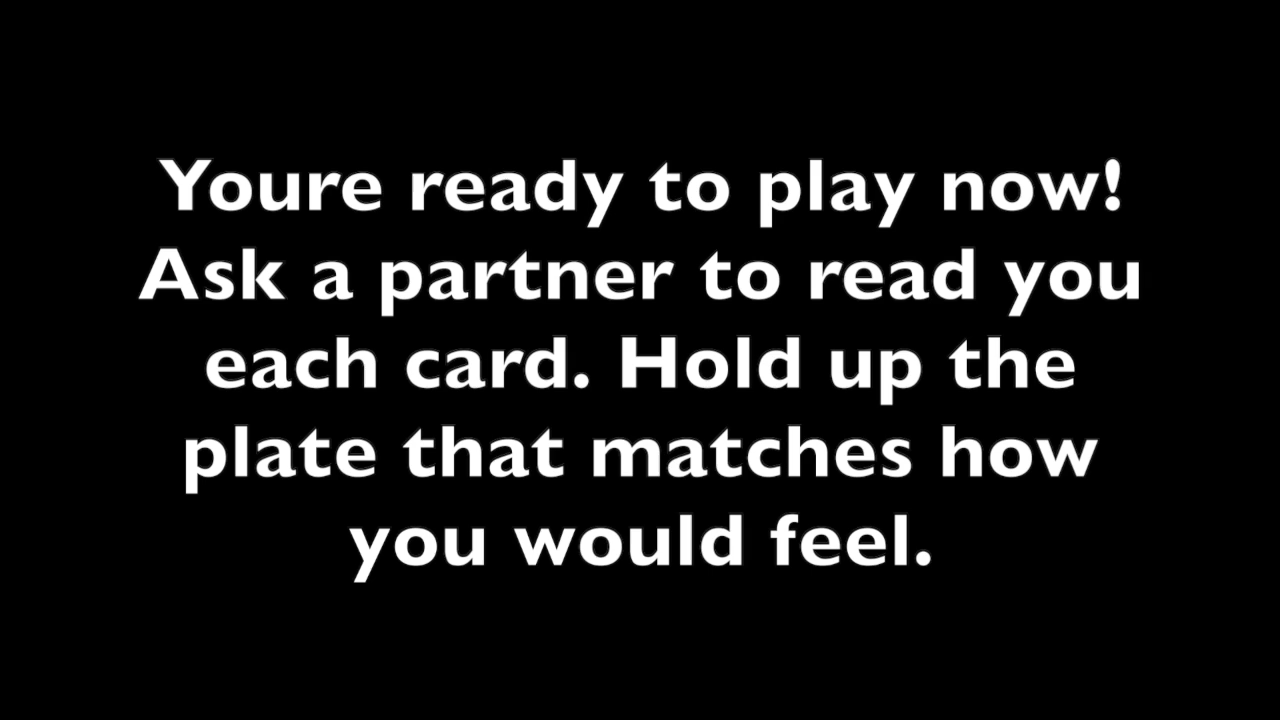 Youre ready to play now!
Ask a partner to read you
each card. Hold up the
plate that matches how
you would feel.